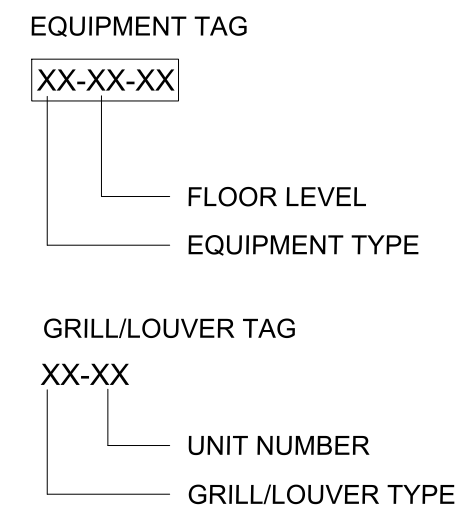 EQUIPMENT TAG
XX-XX-XX
FLOOR LEVEL
EQUIPMENT TYPE
GRILL/LOUVER TAG
XX-XX
UNIT NUMBER
GRILL/LOUVER TYPE